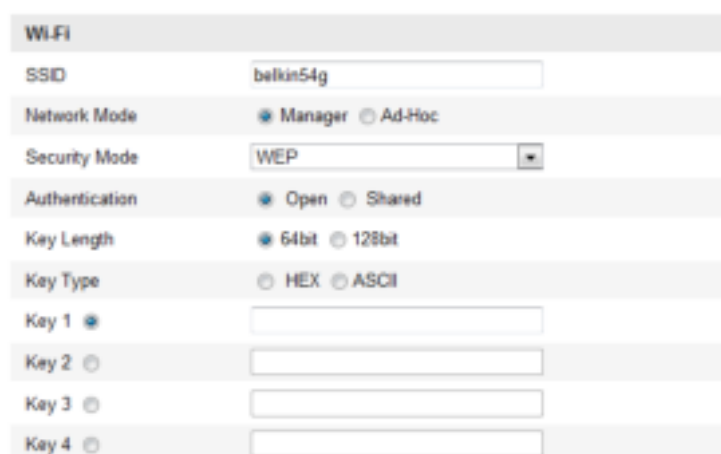 Wi-Fi
SSID belkin54g
Network Mode Manager Ad-Hoc
Security Mode WEP
Authentication Open Shared
Key Length 64bit 128bit
Key Type HEX ASCII
Key 1
Key 2
Key 3
Key 4